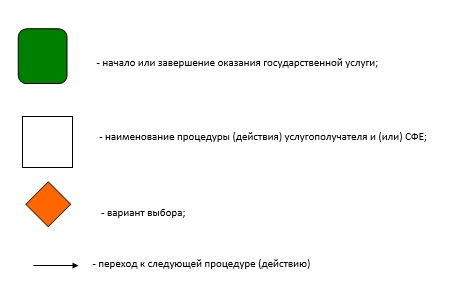 - начало или завершение оказания государственной услуги;
- наименование процедуры (действия) услугополучателя и (или) СФЕ;
- вариант выбора;
- переход к следующей процедуре (действию)